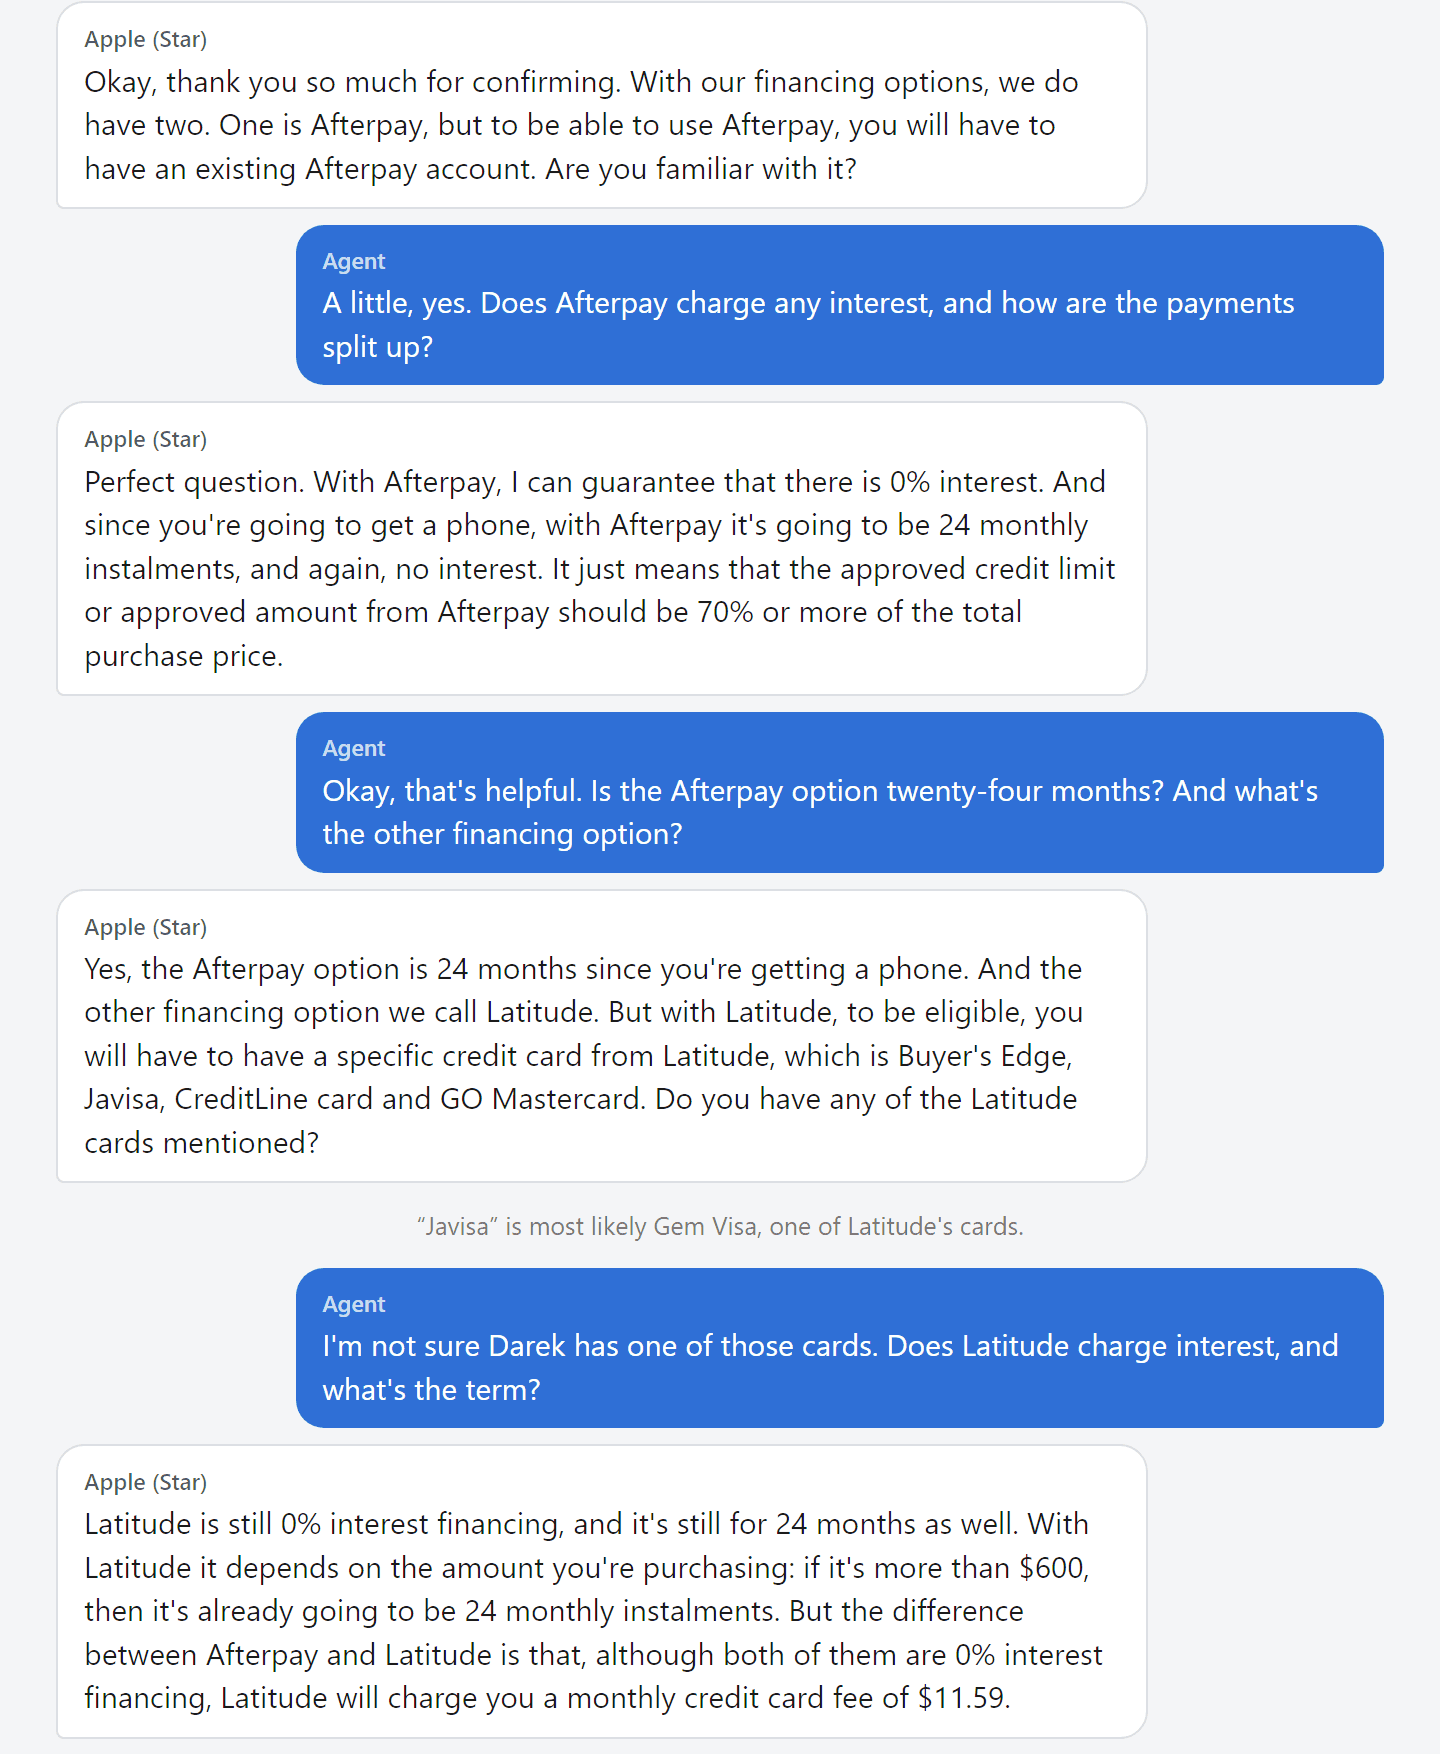 Apple (Star)
Okay, thank you so much for confirming. With our financing options, we do
have two. One is Afterpay, but to be able to use Afterpay, you will have to
have an existing Afterpay account. Are you familiar with it?
Agent
A little, yes. Does Afterpay charge any interest, and how are the payments
split up?
Apple (Star)
Perfect question. With Afterpay, I can guarantee that there is 0% interest. And
since you're going to get a phone, with Afterpay it's going to be 24 monthly
instalments, and again, no interest. It just means that the approved credit limit
or approved amount from Afterpay should be 70% or more of the total
purchase price.
Agent
Okay, that's helpful. Is the Afterpay option twenty-four months? And what's
the other financing option?
Apple (Star)
Yes, the Afterpay option is 24 months since you're getting a phone. And the
other financing option we call Latitude. But with Latitude, to be eligible, you
will have to have a specific credit card from Latitude, which is Buyer's Edge,
Javisa, CreditLine card and GO Mastercard. Do you have any of the Latitude
cards mentioned?
“Javisa” is most likely Gem Visa, one of Latitude's cards.
Agent
I'm not sure Darek has one of those cards. Does Latitude charge interest, and
what's the term?
Apple (Star)
Latitude is still 0% interest financing, and it's still for 24 months as well. With
Latitude it depends on the amount you're purchasing: if it's more than $600,
then it's already going to be 24 monthly instalments. But the difference
between Afterpay and Latitude is that, although both of them are 0% interest
financing, Latitude will charge you a monthly credit card fee of $11.59.